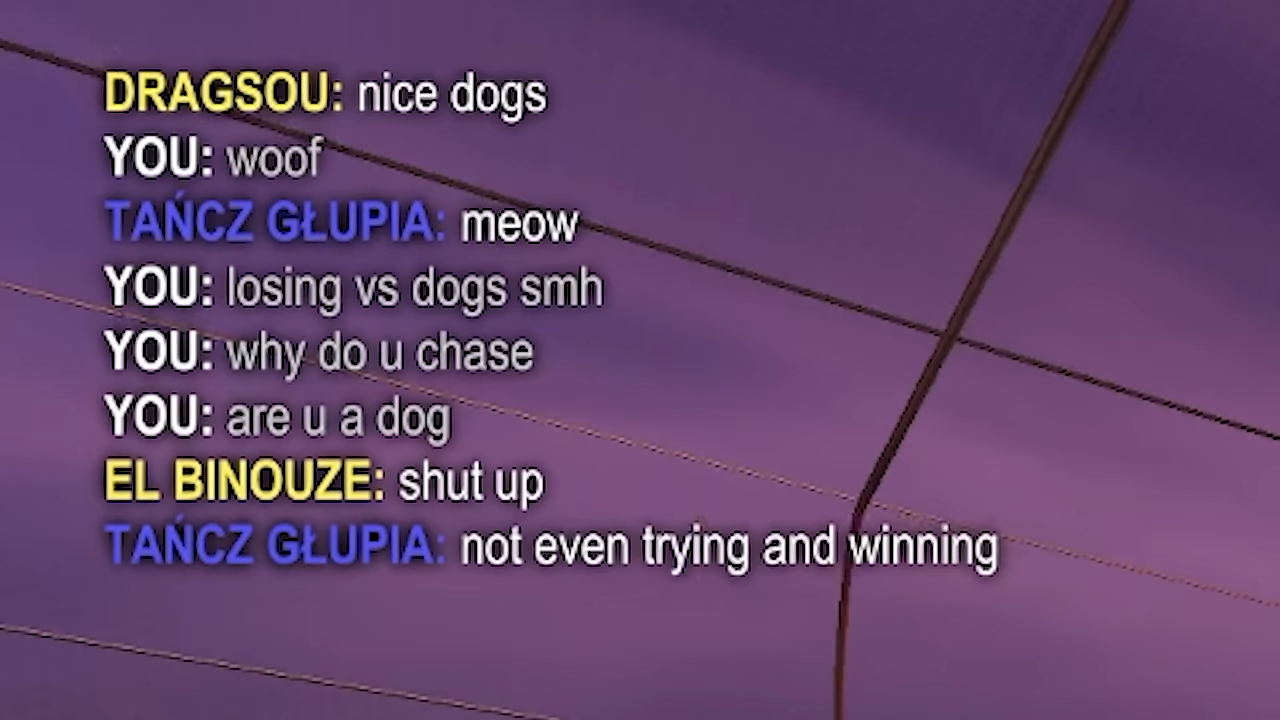 DRAGSOU: nice dogs
YOU: woof
TAŃCZ GŁUPIA: meow
YOU: losing vs dogs smh
YOU: why do u chase
YOU: are u a dog
EL BINOUZE: shut up
TAŃCZ GŁUPIA: not even trying and winning